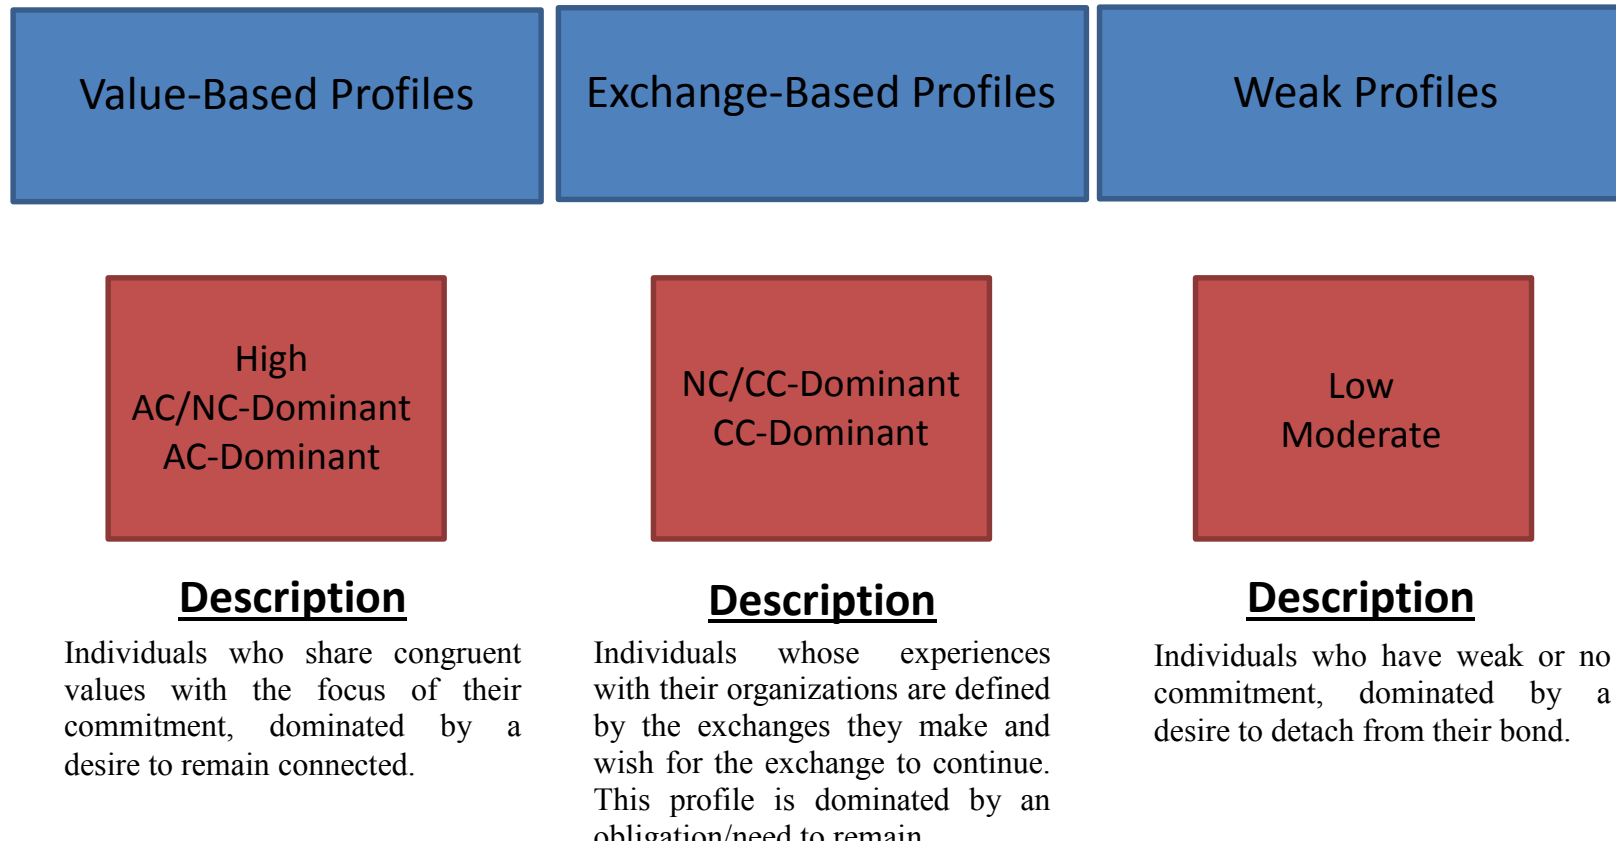 Value-Based Profiles
Exchange-Based Profiles
Weak Profiles
High
AC/NC-Dominant
AC-Dominant
NC/CC-Dominant
CC-Dominant
Low
Moderate
Description
Individuals who share congruent
values with the focus of their
commitment, dominated by a
desire to remain connected.
Description
Individuals whose experiences
with their organizations are defined
by the exchanges they make and
wish for the exchange to continue.
This profile is dominated by an
obligation/need to remain
Description
Individuals who have weak or no
commitment, dominated by a
desire to detach from their bond.